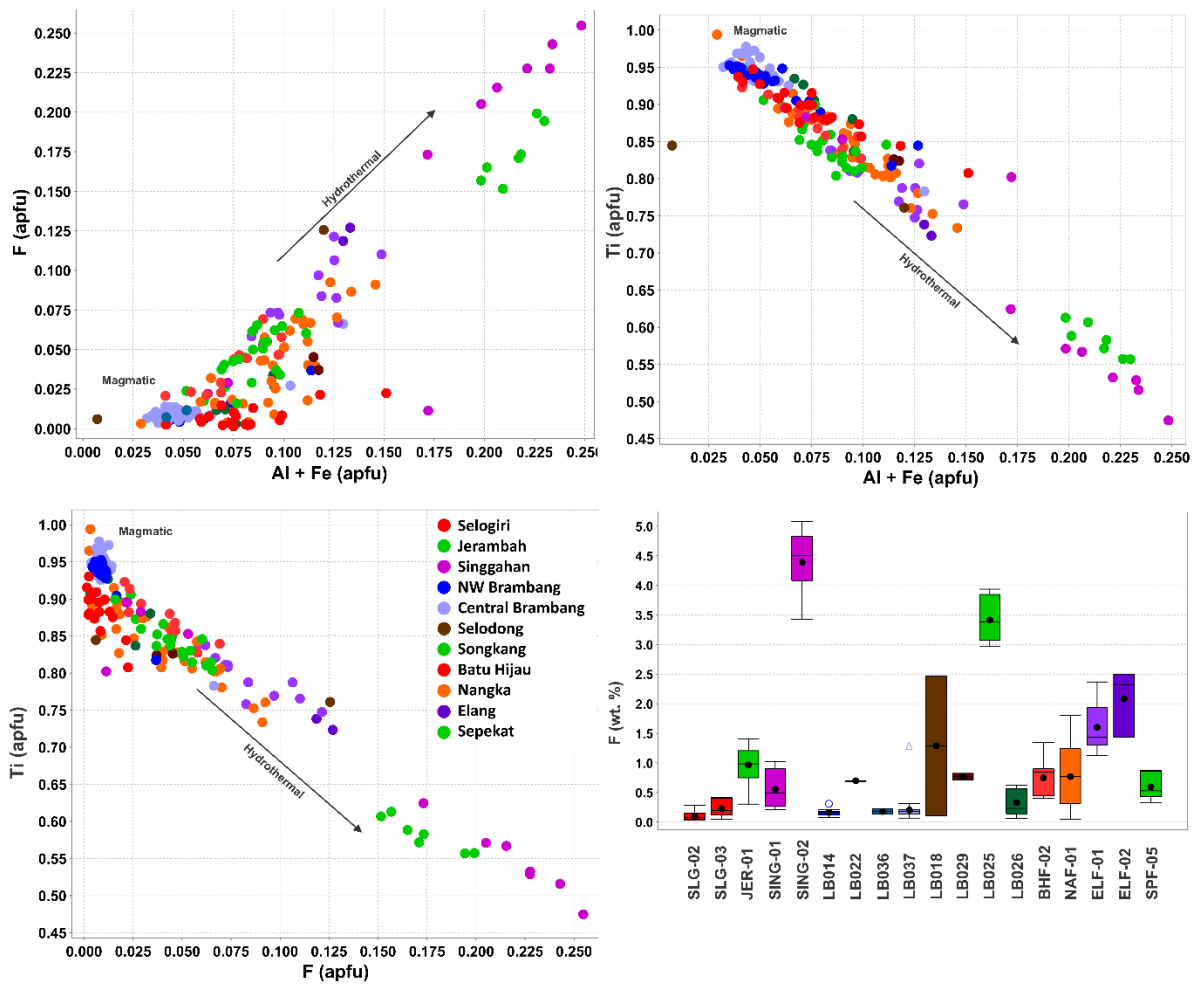 0.250
0.225
0.200
0.175
0.150
0.125
0.100
0.075
0.050
0.025
0.000
F (apfu)
Hydrothermal
Magmatic
0.000 0.025 0.050 0.075 0.100 0.125 0.150 0.175 0.200 0.225 0.250
Al + Fe (apfu)
1.00
0.95
0.90
0.85
0.80
0.75
0.70
0.65
0.60
0.55
0.50
0.45
Ti (apfu)
Magmatic
Hydrothermal
0.025 0.050 0.075 0.100 0.125 0.150 0.175 0.200 0.225 0.250
Al + Fe (apfu)
1.00
0.95
0.90
0.85
0.80
0.75
0.70
0.65
0.60
0.55
0.50
0.45
Ti (apfu)
Magmatic
Hydrothermal
Selogiri
Jerambah
Singgahan
NW Brambang
Central Brambang
Selodong
Songkang
Batu Hijau
Nangka
Elang
Sepekat
0.000 0.025 0.050 0.075 0.100 0.125 0.150 0.175 0.200 0.225 0.250
F (apfu)
5.0
4.5
4.0
3.5
3.0
2.5
2.0
1.5
1.0
0.5
0.0
F (wt. %)
SLG-02
SLG-03
JER-01
SING-01
SING-02
LB014
LB022
LB036
LB037
LB018
LB029
LB025
LB026
BHF-02
NAF-01
ELF-01
ELF-02
SPF-05